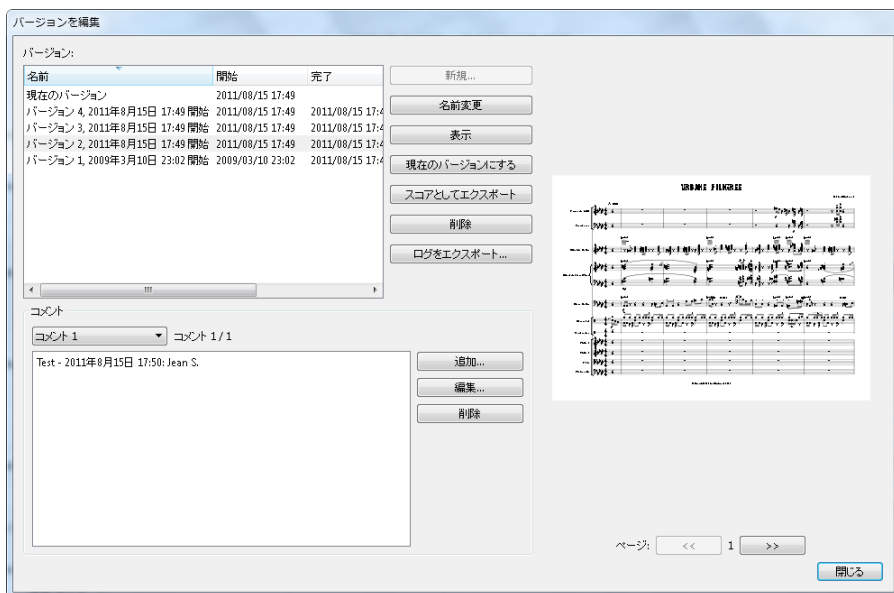 バージョンを編集
バージョン:
名前 開始 完了
現在のバージョン 2011/08/15 17:49
バージョン 4, 2011年8月15日 17:49 開始 2011/08/15 17:49 2011/08/15 17:4
バージョン 3, 2011年8月15日 17:49 開始 2011/08/15 17:49 2011/08/15 17:4
バージョン 2, 2011年8月15日 17:49 開始 2011/08/15 17:49 2011/08/15 17:4
バージョン 1, 2009年3月10日 23:02 開始 2009/03/10 23:02 2011/08/15 17:4
新規...
名前変更
表示
現在のバージョンにする
スコアとしてエクスポート
削除
ログをエクスポート...
コメント
コメント 1 コメント 1 / 1
Test - 2011年8月15日 17:50: Jean S.
追加...
編集...
削除
URBANE FILIGREE
ページ: << 1 >>
閉じる